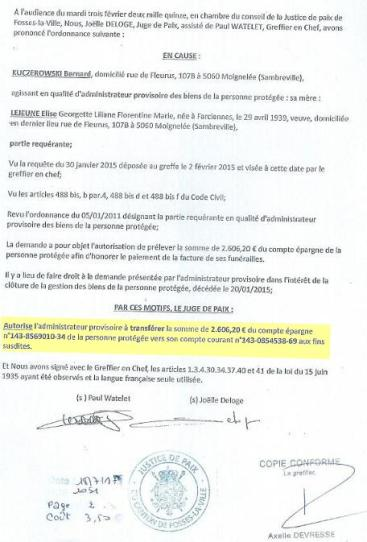 A l'audience du mardi trois février deux mille quinze, en chambre du conseil de la Justice de paix de
Fosses-la-Ville, Nous, Joëlle DELOGE, Juge de Paix, assisté de Paul WATELET, Greffier en Chef, avons
prononcé l'ordonnance suivante :
EN CAUSE :
KUCZEROWSKI Bernard, domicilié rue de Fleurus, 107B à 5060 Moignelée (Sambreville),
agissant en qualité d'administrateur provisoire des biens de la personne protégée : sa mère :
LEJEUNE Elise Georgette Liliane Florentine Marie, née à Farciennes, le 29 avril 1939, veuve, domiciliée
en dernier lieu rue de Fleurus, 107B à 5060 Moignelée (Sambreville),
partie requérante;
Vu la requête du 30 janvier 2015 déposée au greffe le 2 février 2015 et visée à cette date par le
greffier en chef;
Vu les articles 488 bis, b par.4, 488 bis d et 488 bis f du Code Civil;
Revu l'ordonnance du 05/01/2011 désignant la partie requérante en qualité d'administrateur
provisoire des biens de la personne protégée;
La demande a pour objet l'autorisation de prélever la somme de 2.606,20 € du compte épargne de
la personne protégée afin d'honorer le paiement de la facture de ses funérailles.
Il y a lieu de faire droit à la demande présentée par l'administrateur provisoire dans l'intérêt de la
clôture de la gestion des biens de la personne protégée, décédée le 20/01/2015;
PAR CES MOTIFS, LE JUGE DE PAIX :
Autorise l'administrateur provisoire à transférer la somme de 2.606,20 € du compte épargne
n°143-8569010-34 de la personne protégée vers son compte courant n°143-0854538-69 aux fins
susdites.
Et Nous avons signé avec le Greffier en Chef, les articles 1.3.4.30.34.37.40 et 41 de la loi du 15 juin
1935 ayant été observés et la langue française seule utilisée.
(s) Paul Watelet (s) Joëlle Deloge
JUSTICE DE PAIX
DU CANTON DE FOSSES-LA-VILLE
Page 2
Coût 3,50
COPIE CONFORME
Le greffier,
Axelle DEVRESSE